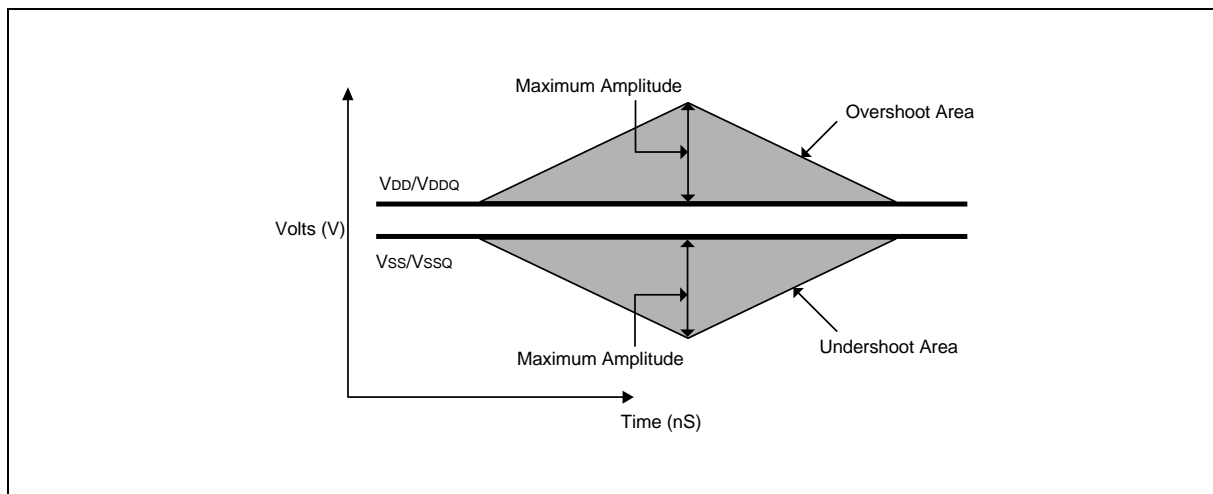 Maximum Amplitude
Overshoot Area
VDD/VDDQ
Volts (V)
VSS/VSSQ
Maximum Amplitude
Undershoot Area
Time (nS)